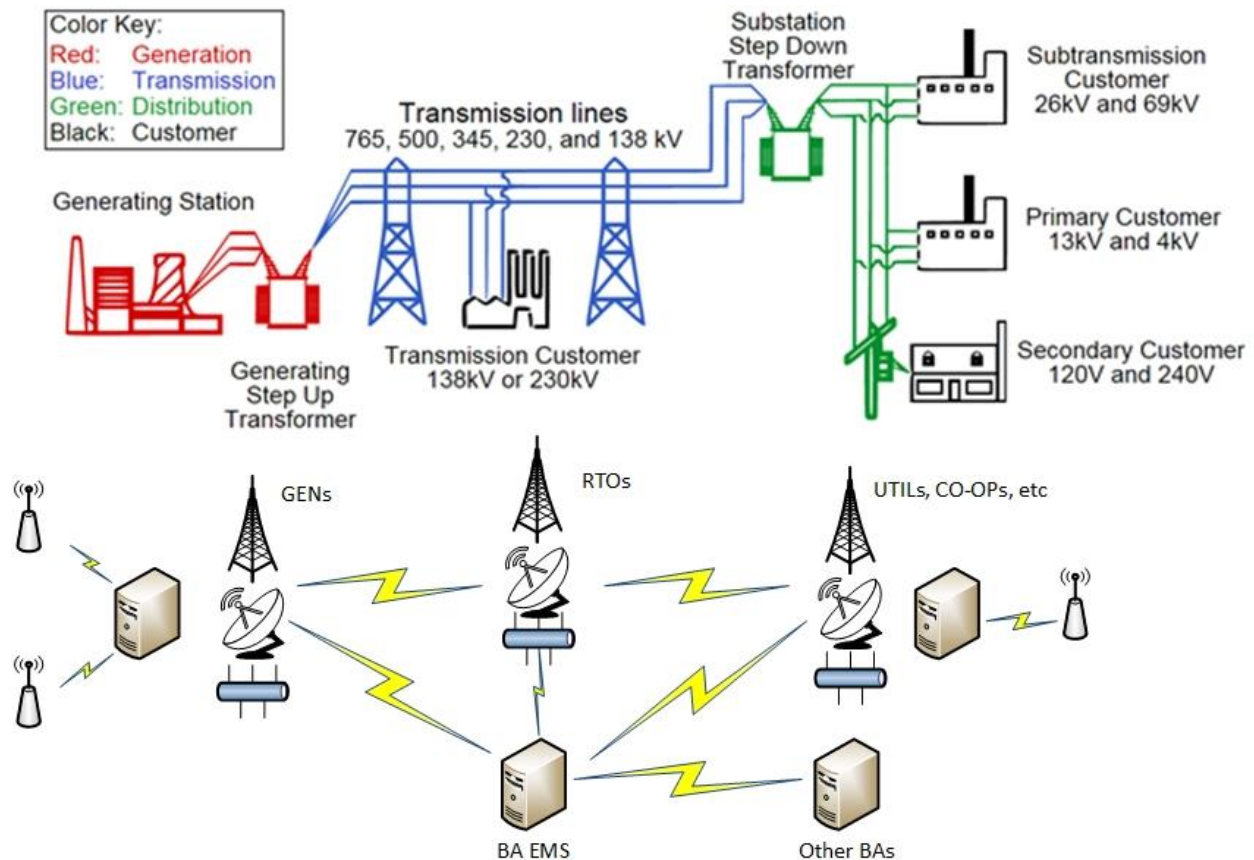 Color Key:
Red: Generation
Blue: Transmission
Green: Distribution
Black: Customer
Substation
Step Down
Transformer
Subtransmission
Customer
26kV and 69kV
Transmission lines
765, 500, 345, 230, and 138 kV
Generating Station
Primary Customer
13kV and 4kV
Generating
Step Up
Transformer
Transmission Customer
138kV or 230kV
Secondary Customer
120V and 240V
GENs
RTOs
UTILs, CO-OPs, etc
BA EMS
Other BAs